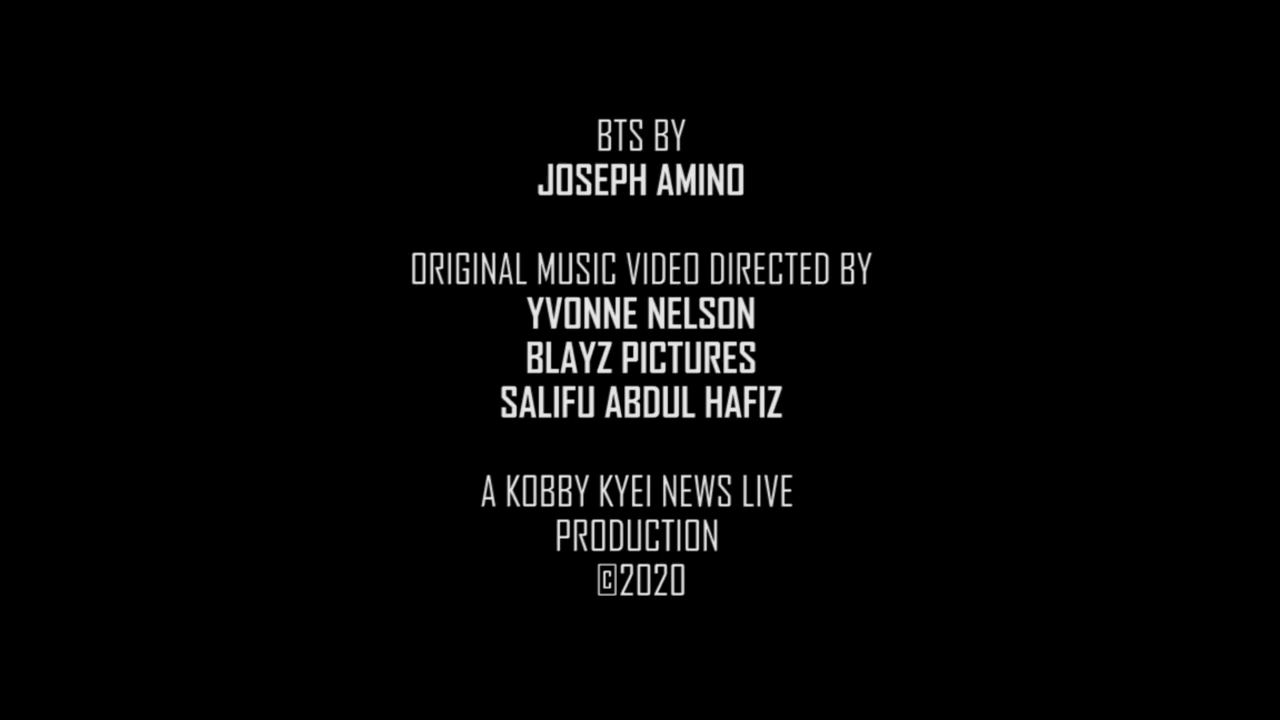 BTS BY
JOSEPH AMINO
ORIGINAL MUSIC VIDEO DIRECTED BY
YVONNE NELSON
BLAYZ PICTURES
SALIFU ABDUL HAFIZ
A KOBBY KYEI NEWS LIVE
PRODUCTION
©2020